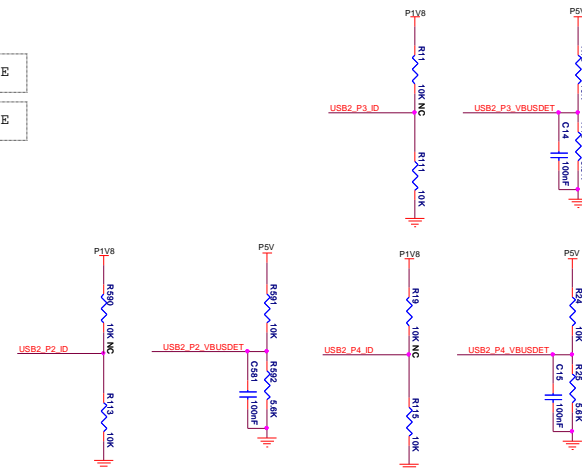 P1V8
P5V
R11
10K NC
USB2_P3_ID
R111
10K
USB2_P3_VBUSDET
C14
100nF
E
E
P1V8
R590
10K NC
USB2_P2_ID
R113
10K
P5V
R591
10K
USB2_P2_VBUSDET
C581
100nF
R592
5.6K
P1V8
R19
10K NC
USB2_P4_ID
R115
10K
P5V
R24
10K
USB2_P4_VBUSDET
C15
100nF
R25
5.6K